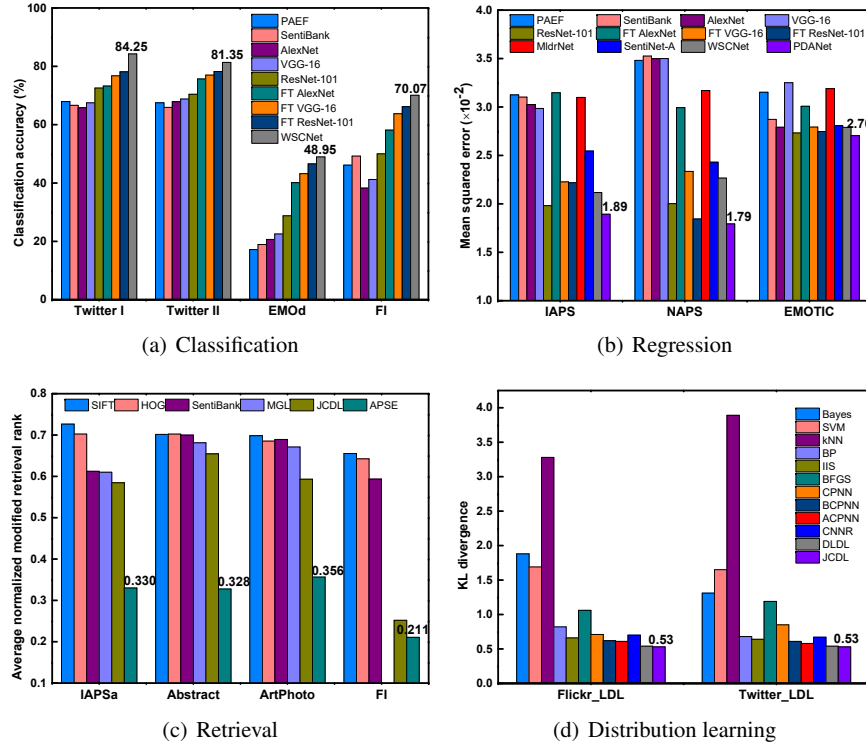 100
80
60
40
20
0
Classification accuracy (%)
PAEF
SentiBank
AlexNet
VGG-16
ResNet-101
FT AlexNet
FT VGG-16
FT ResNet-101
WSCNet
84.25
81.35
48.95
70.07
Twitter I Twitter II EMOd FI
(a) Classification
4.0
3.5
3.0
2.5
2.0
1.5
1.0
Mean squared error (×10⁻²)
PAEF SentiBank AlexNet VGG-16
ResNet-101 FT AlexNet FT VGG-16 FT ResNet-101
MldrNet SentiNet-A WSCNet PDANet
1.89
1.79
2.70
IAPS NAPS EMOTIC
(b) Regression
0.8
0.7
0.6
0.5
0.4
0.3
0.2
0.1
Average normalized modified retrieval rank
SIFT HOG SentiBank MGL JCDL APSE
0.330
0.328
0.356
0.211
IAPSa Abstract ArtPhoto FI
(c) Retrieval
4.0
3.5
3.0
2.5
2.0
1.5
1.0
0.5
0.0
KL divergence
Bayes
SVM
kNN
BP
IIS
BFGS
CPNN
BCPNN
ACPNN
CNNR
DLDL
JCDL
0.53
0.53
Flickr_LDL Twitter_LDL
(d) Distribution learning